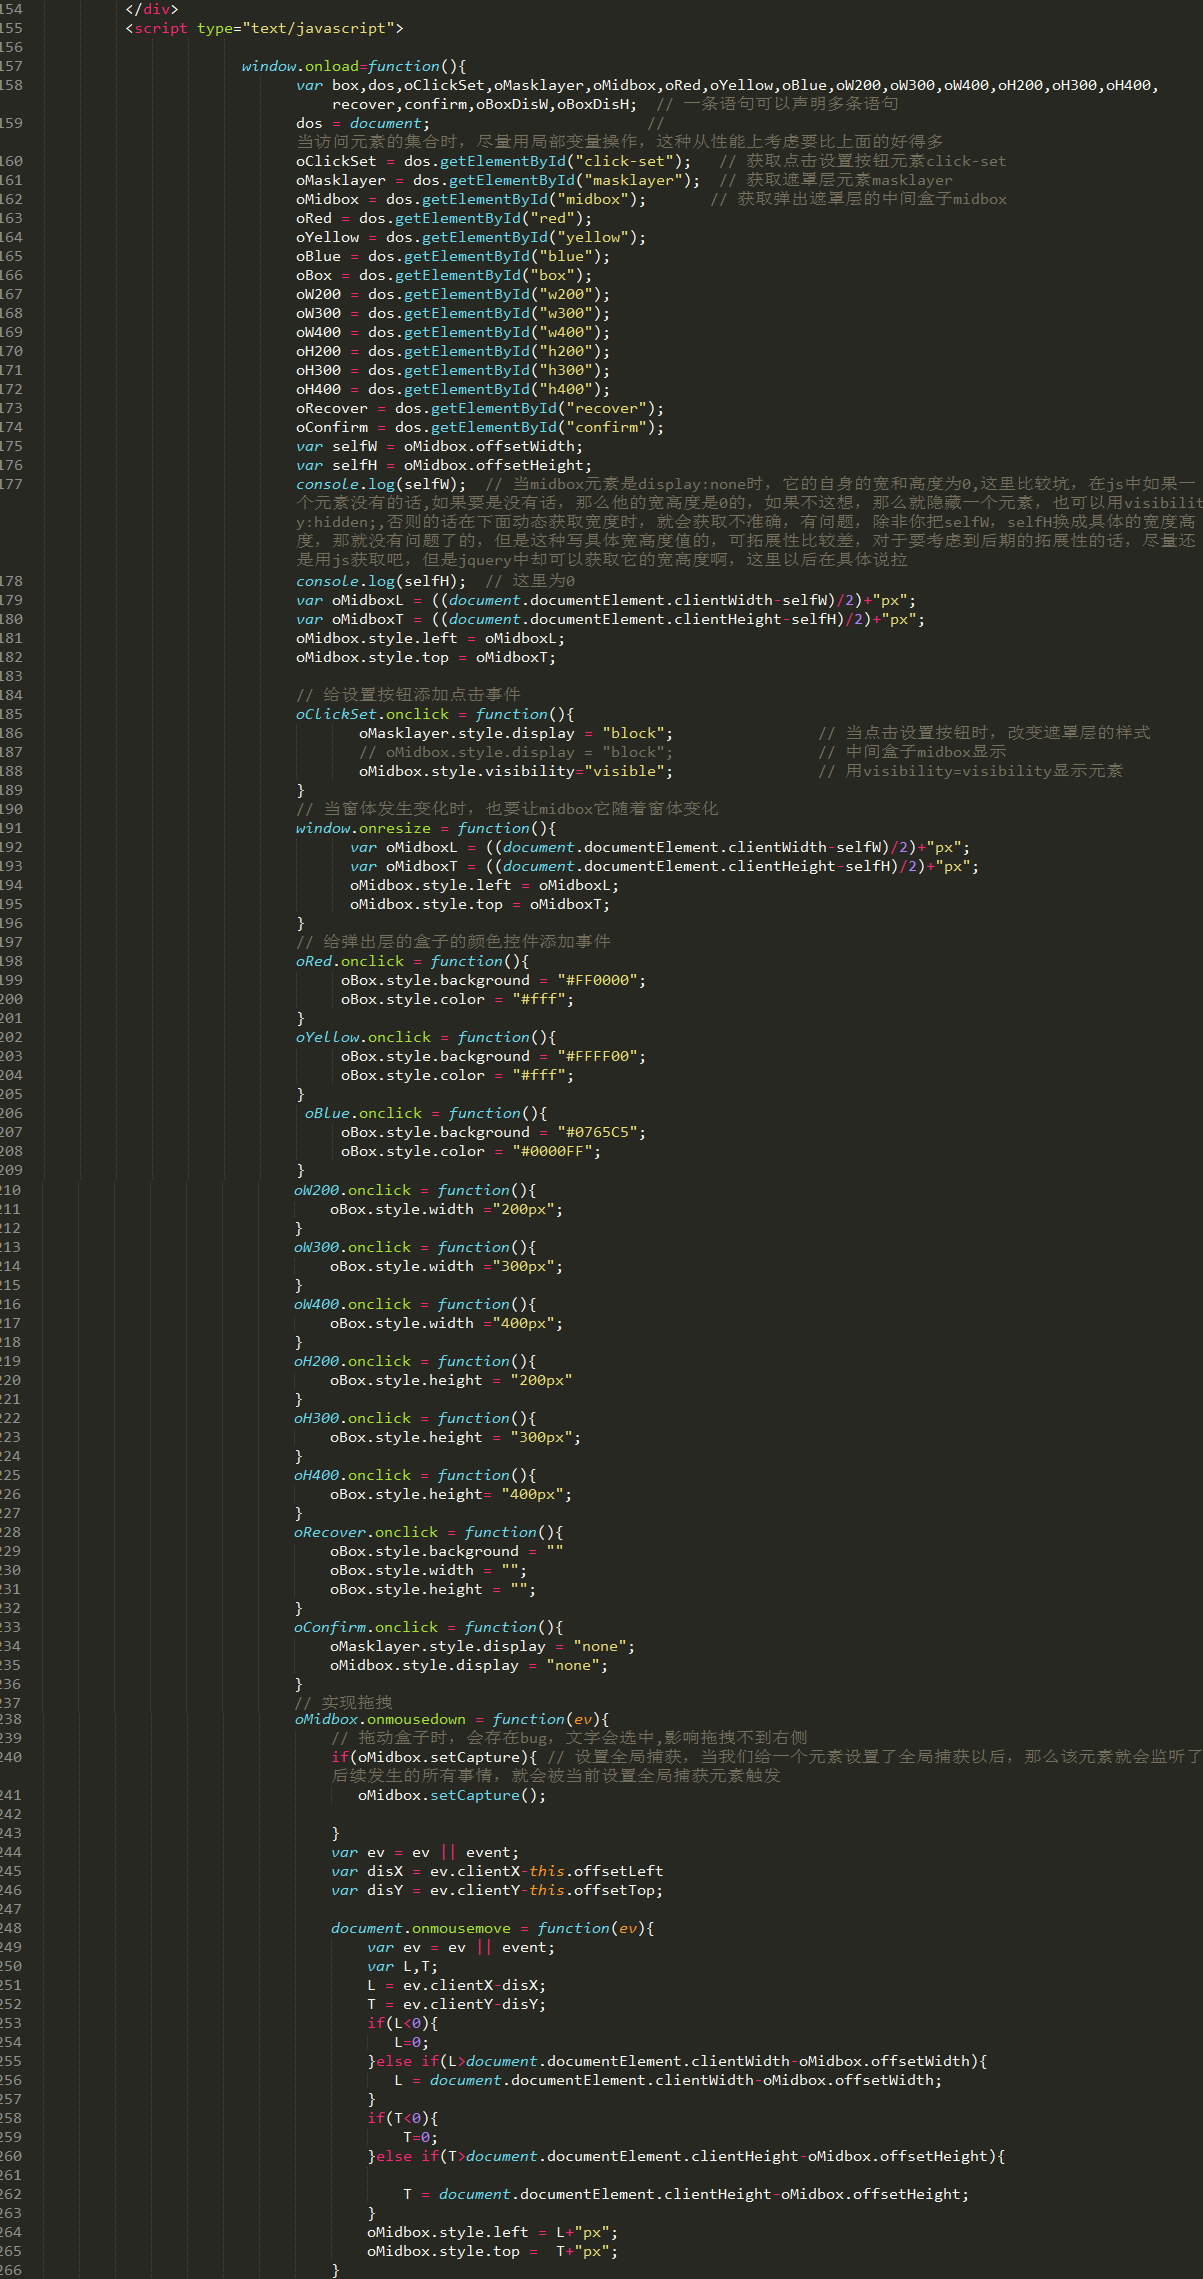 154 </div>
155 <script type="text/javascript">
156
157 window.onload=function(){
158 var box,dos,oClickSet,oMasklayer,oMidbox,oRed,oYellow,oBlue,oW200,oW300,oW400,oH200,oH300,oH400,
recover,confirm,oBoxDisW,oBoxDisH; // 一条语句可以声明多条语句
159 dos = document; //
当访问元素的集合时，尽量用局部变量操作，这种从性能上考虑要比上面的好得多
160 oClickSet = dos.getElementById("click-set"); // 获取点击设置按钮元素click-set
161 oMasklayer = dos.getElementById("masklayer"); // 获取遮罩层元素masklayer
162 oMidbox = dos.getElementById("midbox"); // 获取弹出遮罩层的中间盒子midbox
163 oRed = dos.getElementById("red");
164 oYellow = dos.getElementById("yellow");
165 oBlue = dos.getElementById("blue");
166 oBox = dos.getElementById("box");
167 oW200 = dos.getElementById("w200");
168 oW300 = dos.getElementById("w300");
169 oW400 = dos.getElementById("w400");
170 oH200 = dos.getElementById("h200");
171 oH300 = dos.getElementById("h300");
172 oH400 = dos.getElementById("h400");
173 oRecover = dos.getElementById("recover");
174 oConfirm = dos.getElementById("confirm");
175 var selfW = oMidbox.offsetWidth;
176 var selfH = oMidbox.offsetHeight;
177 console.log(selfW); // 当midbox元素是display:none时，它的自身的宽和高度为0,这里比较坑，在js中如果一
个元素没有的话,如果要是没有话，那么他的宽高度是0的，如果不这想，那么就隐藏一个元素，也可以用visibilit
y:hidden;,否则的话在下面动态获取宽度时，就会获取不准确，有问题，除非你把selfW，selfH换成具体的宽度高
度，那就没有问题了的，但是这种写具体宽高度值的，可拓展性比较差，对于要考虑到后期的拓展性的话，尽量还
是用js获取吧，但是jquery中却可以获取它的宽高度啊，这里以后在具体说拉
178 console.log(selfH); // 这里为0
179 var oMidboxL = ((document.documentElement.clientWidth-selfW)/2)+"px";
180 var oMidboxT = ((document.documentElement.clientHeight-selfH)/2)+"px";
181 oMidbox.style.left = oMidboxL;
182 oMidbox.style.top = oMidboxT;
183
184 // 给设置按钮添加点击事件
185 oClickSet.onclick = function(){
186 oMasklayer.style.display = "block"; // 当点击设置按钮时，改变遮罩层的样式
187 // oMidbox.style.display = "block"; // 中间盒子midbox显示
188 oMidbox.style.visibility="visible"; // 用visibility=visibility显示元素
189 }
190 // 当窗体发生变化时，也要让midbox它随着窗体变化
191 window.onresize = function(){
192 var oMidboxL = ((document.documentElement.clientWidth-selfW)/2)+"px";
193 var oMidboxT = ((document.documentElement.clientHeight-selfH)/2)+"px";
194 oMidbox.style.left = oMidboxL;
195 oMidbox.style.top = oMidboxT;
196 }
197 // 给弹出层的盒子的颜色控件添加事件
198 oRed.onclick = function(){
199 oBox.style.background = "#FF0000";
200 oBox.style.color = "#fff";
201 }
202 oYellow.onclick = function(){
203 oBox.style.background = "#FFFF00";
204 oBox.style.color = "#fff";
205 }
206 oBlue.onclick = function(){
207 oBox.style.background = "#0765C5";
208 oBox.style.color = "#0000FF";
209 }
210 oW200.onclick = function(){
211 oBox.style.width ="200px";
212 }
213 oW300.onclick = function(){
214 oBox.style.width ="300px";
215 }
216 oW400.onclick = function(){
217 oBox.style.width ="400px";
218 }
219 oH200.onclick = function(){
220 oBox.style.height = "200px"
221 }
222 oH300.onclick = function(){
223 oBox.style.height = "300px";
224 }
225 oH400.onclick = function(){
226 oBox.style.height= "400px";
227 }
228 oRecover.onclick = function(){
229 oBox.style.background = ""
230 oBox.style.width = "";
231 oBox.style.height = "";
232 }
233 oConfirm.onclick = function(){
234 oMasklayer.style.display = "none";
235 oMidbox.style.display = "none";
236 }
237 // 实现拖拽
238 oMidbox.onmousedown = function(ev){
239 // 拖动盒子时，会存在bug，文字会选中,影响拖拽不到右侧
240 if(oMidbox.setCapture){ // 设置全局捕获，当我们给一个元素设置了全局捕获以后，那么该元素就会监听了
后续发生的所有事情，就会被当前设置全局捕获元素触发
241 oMidbox.setCapture();
242
243 }
244 var ev = ev || event;
245 var disX = ev.clientX-this.offsetLeft
246 var disY = ev.clientY-this.offsetTop;
247
248 document.onmousemove = function(ev){
249 var ev = ev || event;
250 var L,T;
251 L = ev.clientX-disX;
252 T = ev.clientY-disY;
253 if(L<0){
254 L=0;
255 }else if(L>document.documentElement.clientWidth-oMidbox.offsetWidth){
256 L = document.documentElement.clientWidth-oMidbox.offsetWidth;
257 }
258 if(T<0){
259 T=0;
260 }else if(T>document.documentElement.clientHeight-oMidbox.offsetHeight){
261
262 T = document.documentElement.clientHeight-oMidbox.offsetHeight;
263 }
264 oMidbox.style.left = L+"px";
265 oMidbox.style.top = T+"px";
266 }